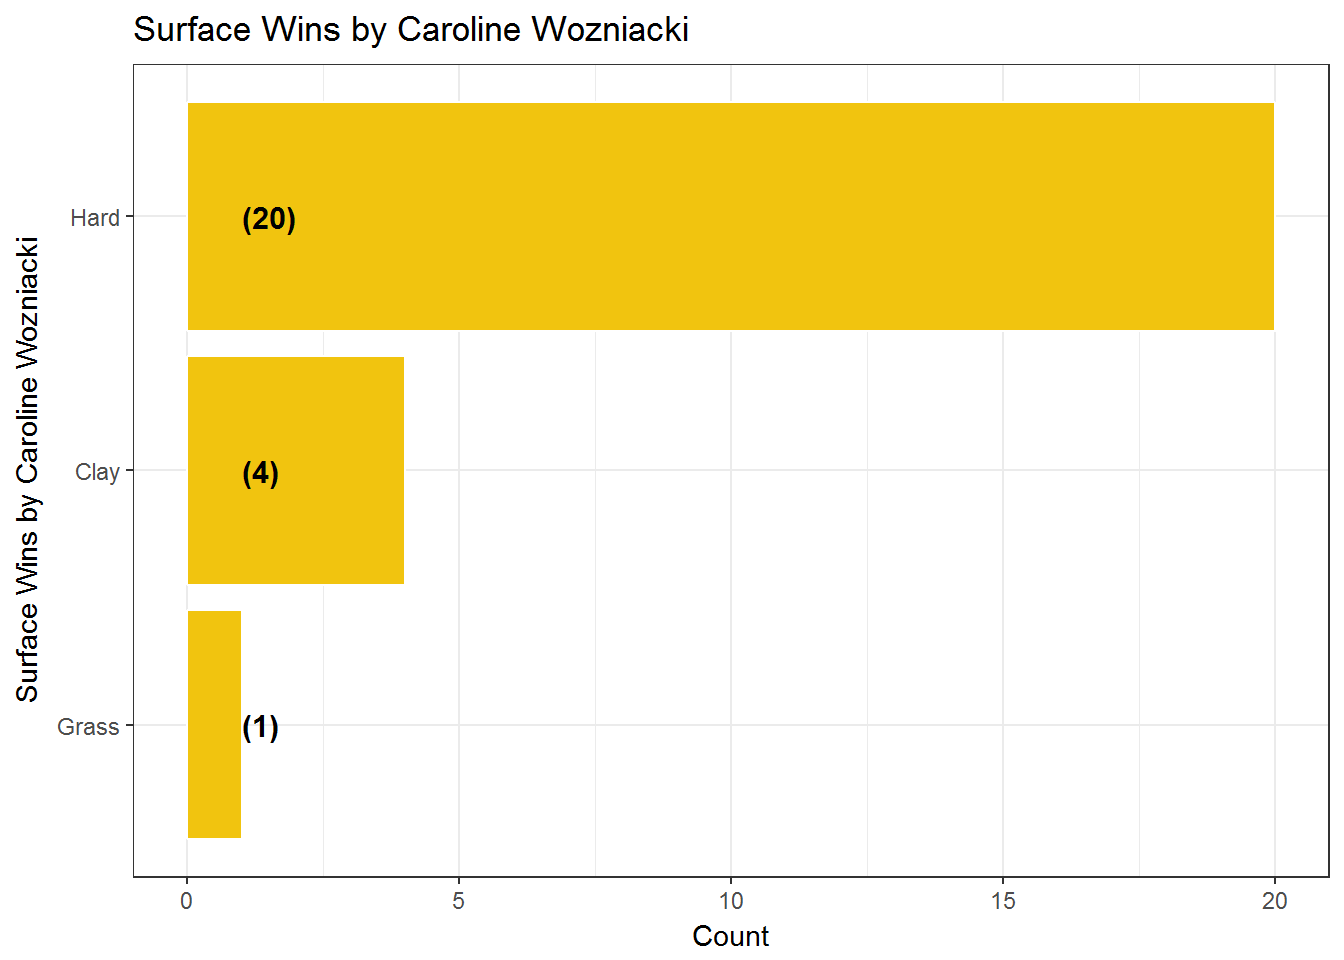 Surface Wins by Caroline Wozniacki
Surface Wins by Caroline Wozniacki
Hard
(20)
Clay
(4)
Grass
(1)
0 5 10 15 20
Count